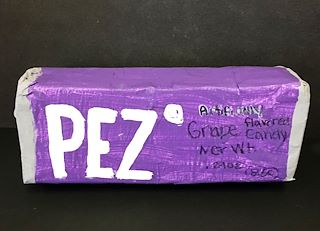 PEZ
Artificially
Grape Flavored
Candy
Net Wt